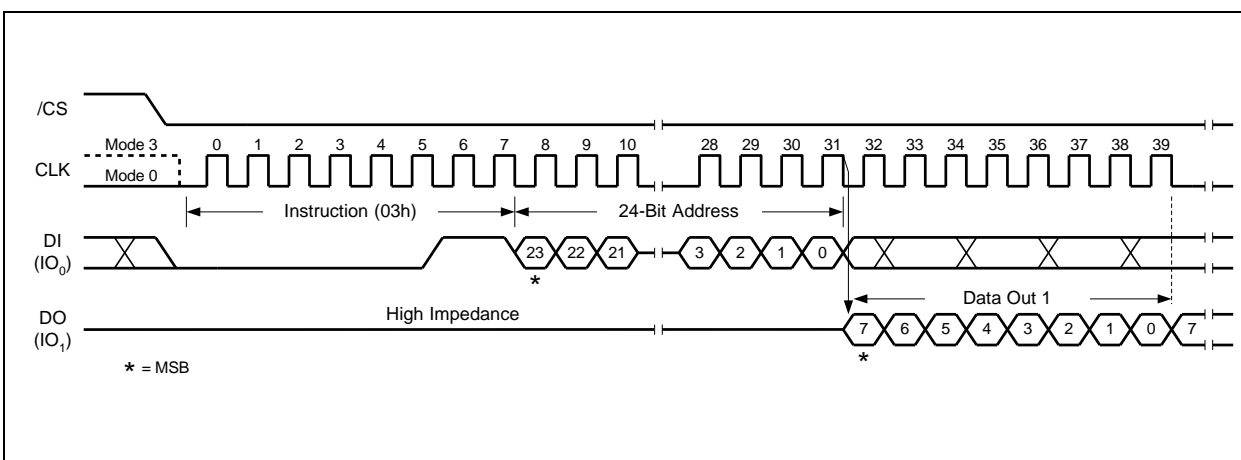 /CS
Mode 3 0 1 2 3 4 5 6 7 8 9 10 28 29 30 31 32 33 34 35 36 37 38 39
CLK
Mode 0
Instruction (03h) 24-Bit Address
DI
(IO0)
23 22 21 3 2 1 0
*
High Impedance Data Out 1
DO
(IO1)
7 6 5 4 3 2 1 0 7
*
* = MSB